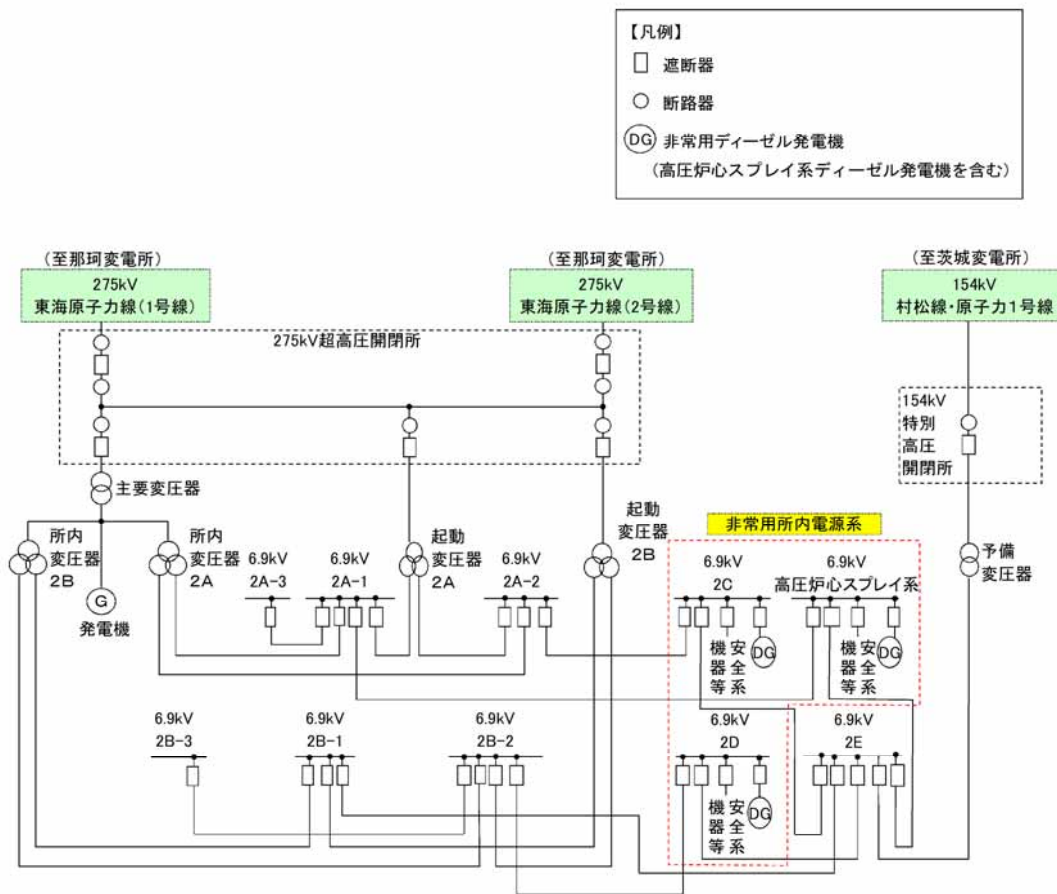 【凡例】
遮断器
断路器
DG 非常用ディーゼル発電機
(高圧炉心スプレイ系ディーゼル発電機を含む)
(至那珂変電所)
275kV
東海原子力線(1号線)
(至那珂変電所)
275kV
東海原子力線(2号線)
(至茨城変電所)
154kV
村松線・原子力1号線
275kV超高圧開閉所
154kV
特別
高圧
開閉所
主要変圧器
所内
変圧器
2B
所内
変圧器
2A
G
発電機
起動
変圧器
2A
起動
変圧器
2B
予備
変圧器
非常用所内電源系
6.9kV
2A-3
6.9kV
2A-1
6.9kV
2A-2
6.9kV
2C
6.9kV
高圧炉心スプレイ系
安全系
機器等
DG
安全系
機器等
DG
6.9kV
2B-3
6.9kV
2B-1
6.9kV
2B-2
6.9kV
2D
6.9kV
2E
安全系
機器等
DG